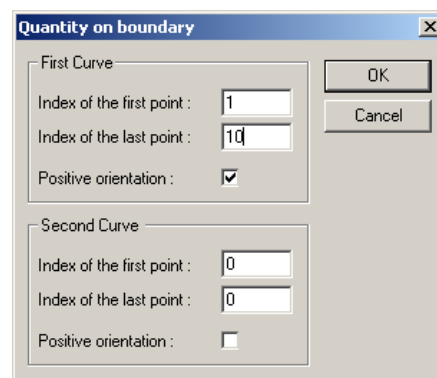 Quantity on boundary
First Curve
Index of the first point : 1
Index of the last point : 10
Positive orientation :
OK
Cancel
Second Curve
Index of the first point : 0
Index of the last point : 0
Positive orientation :